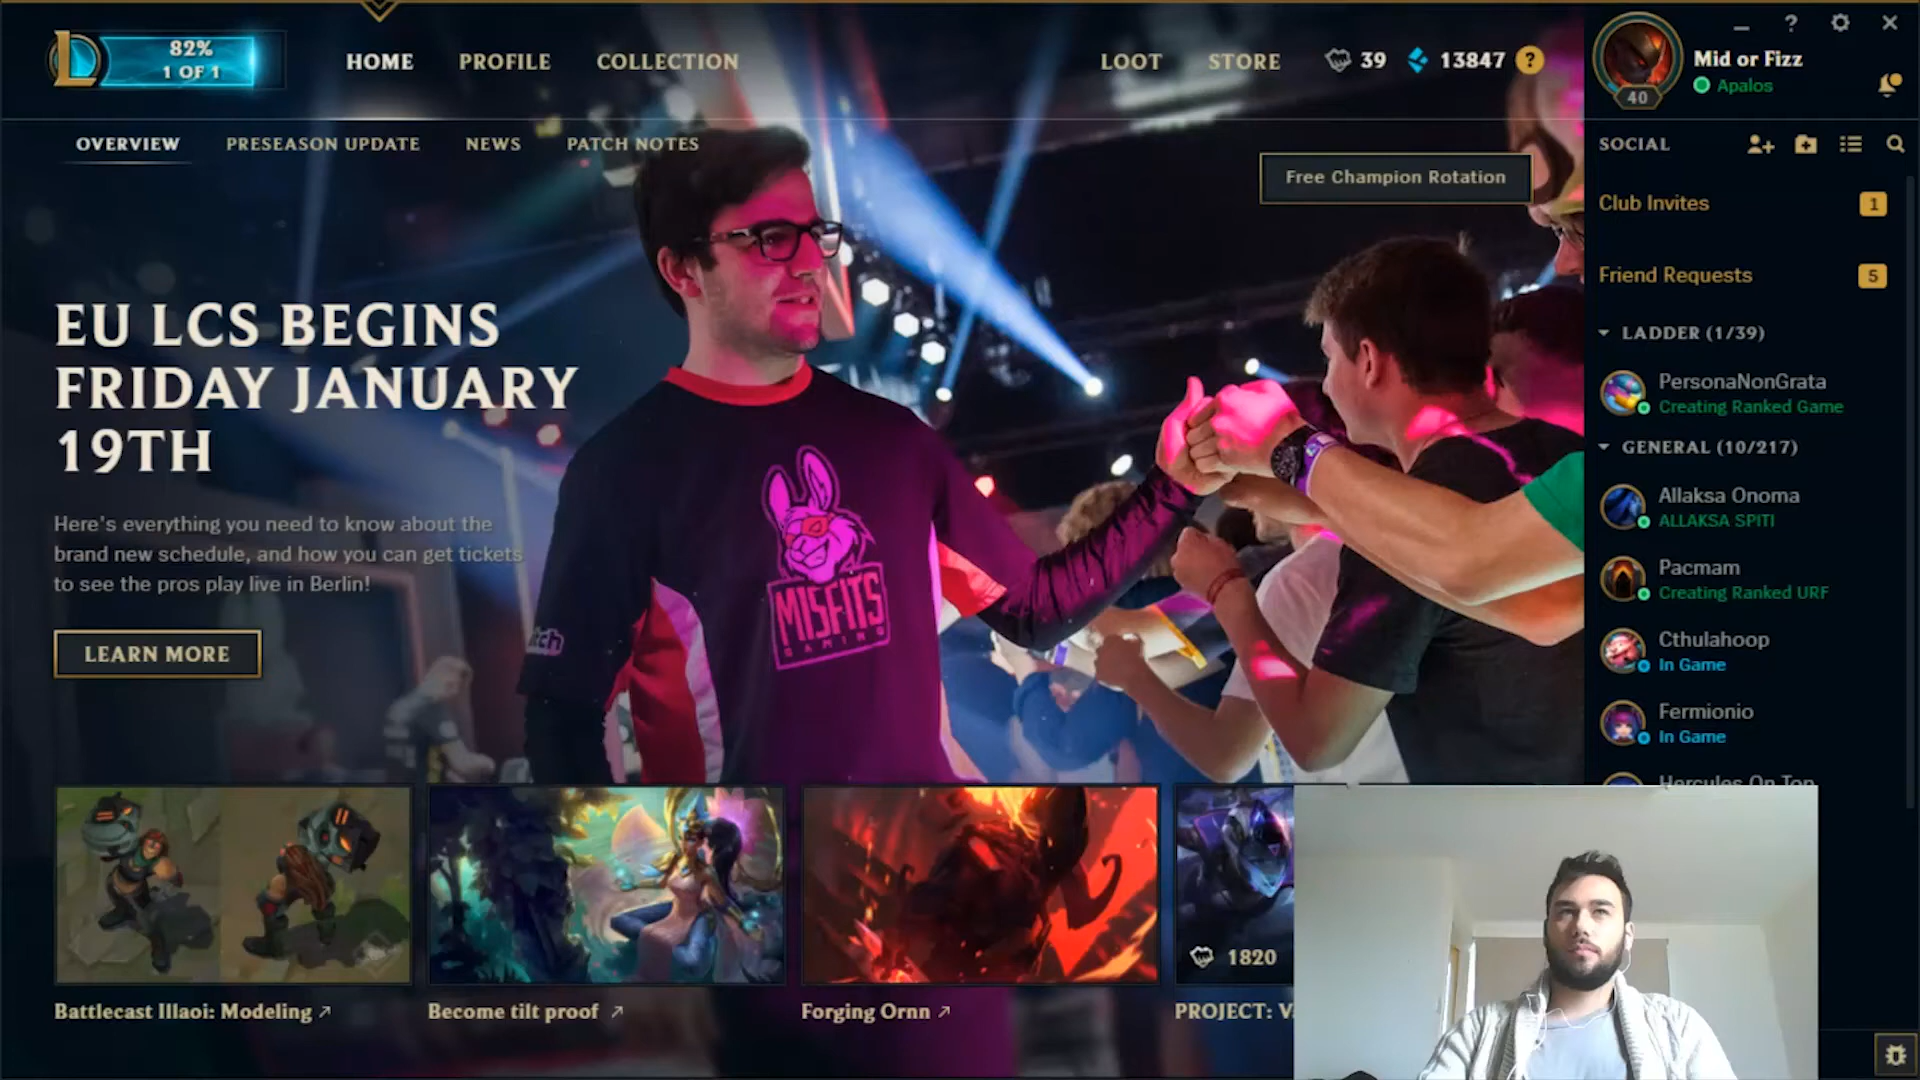 82%
1 OF 1
HOME
PROFILE
COLLECTION
LOOT
STORE
39
13847
?
?
40
Mid or Fizz
Apalos
OVERVIEW
PRESEASON UPDATE
NEWS
PATCH NOTES
Free Champion Rotation
SOCIAL
Club Invites
1
Friend Requests
5
LADDER (1/39)
PersonaNonGrata
Creating Ranked Game
GENERAL (10/217)
Allaksa Onoma
ALLAKSA SPITI
Pacmam
Creating Ranked URF
Cthulahoop
In Game
Fermionio
In Game
Hercules On Top
EU LCS BEGINS
FRIDAY JANUARY
19TH
Here's everything you need to know about the
brand new schedule, and how you can get tickets
to see the pros play live in Berlin!
LEARN MORE
MISFITS
GAMING
1820
Battlecast Illaoi: Modeling
Become tilt proof
Forging Ornn
PROJECT: